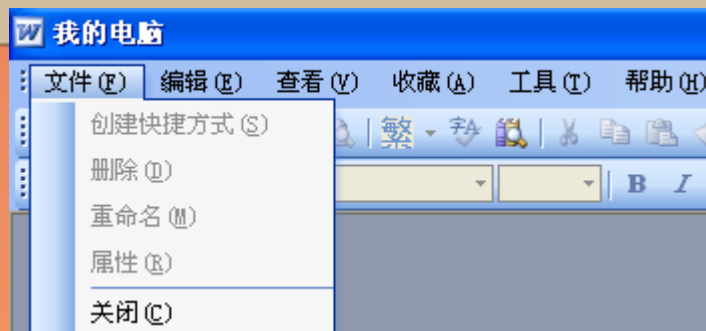 我的电脑
文件(F) 编辑(E) 查看(V) 收藏(A) 工具(T) 帮助(H)
创建快捷方式(S)
繁
删除(D)
B I
重命名(M)
属性(R)
关闭(C)